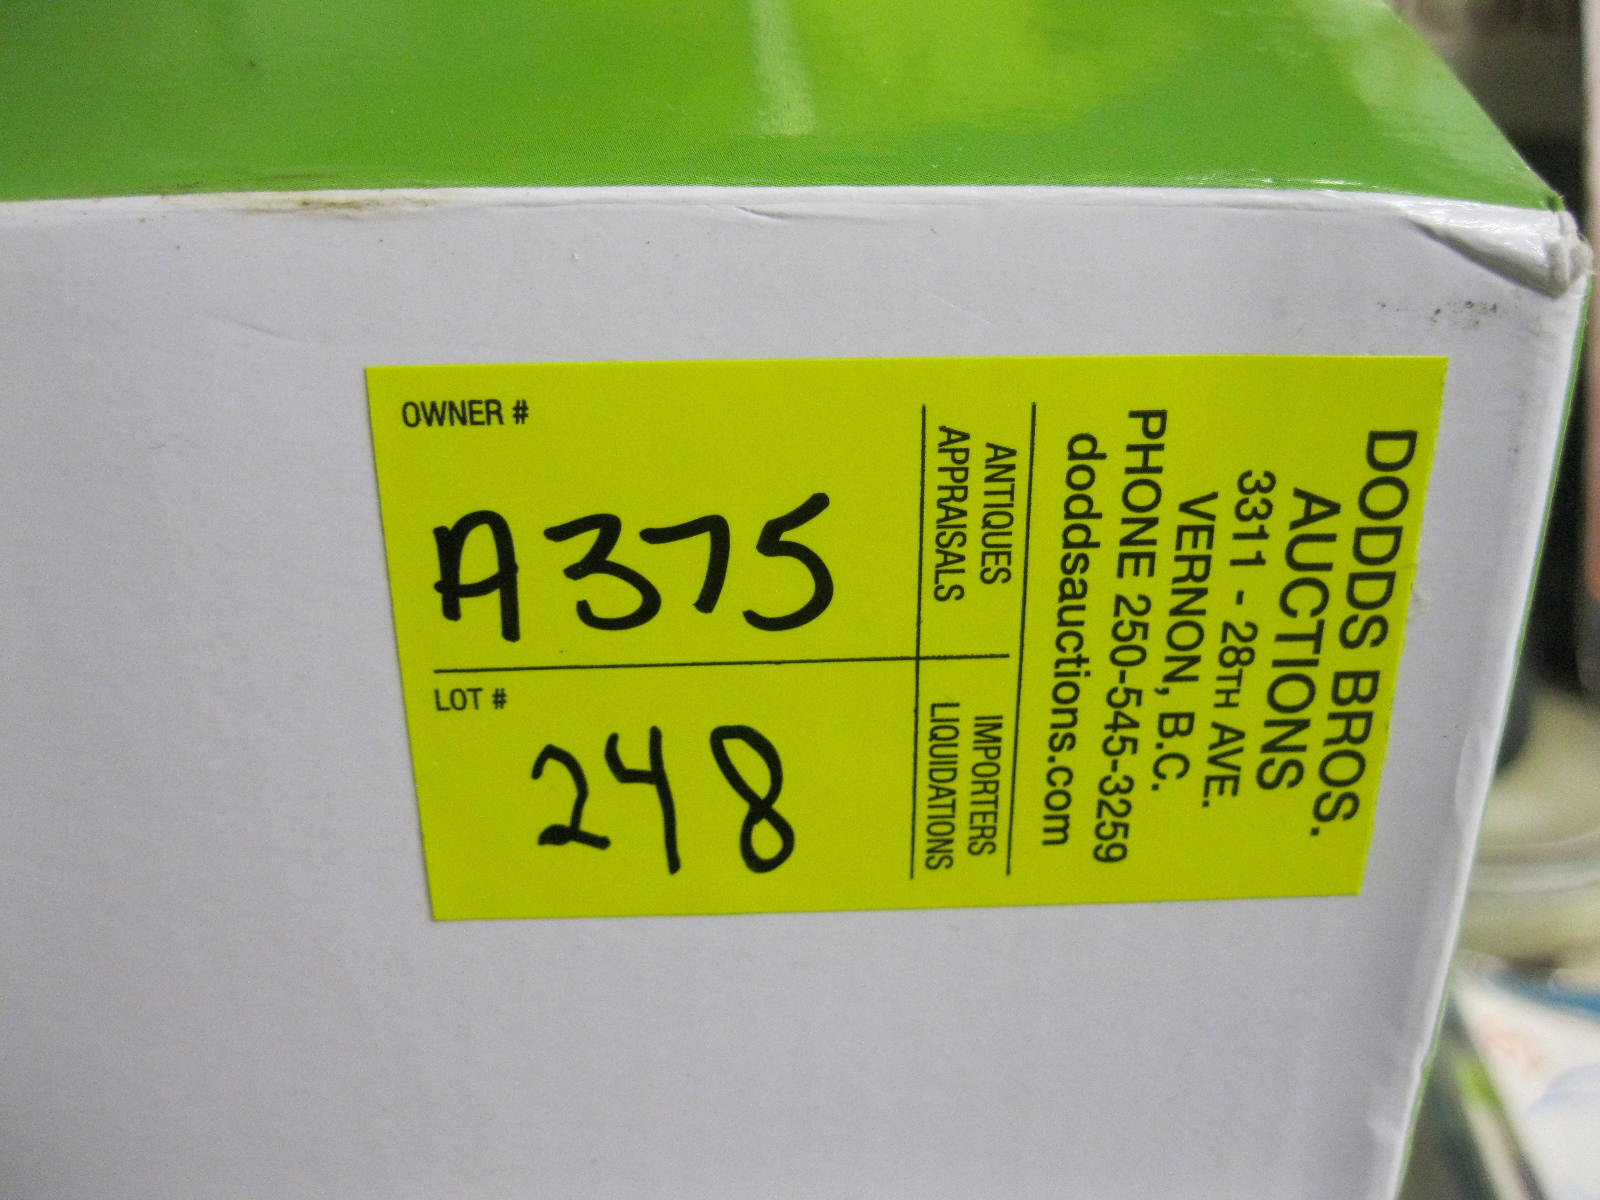 OWNER #
A375
LOT #
248
ANTIQUES
APPRAISALS
IMPORTERS
LIQUIDATIONS
DODDS BROS.
AUCTIONS
3311 - 28TH AVE.
VERNON, B.C.
PHONE 250-545-3259
doddsauctions.com